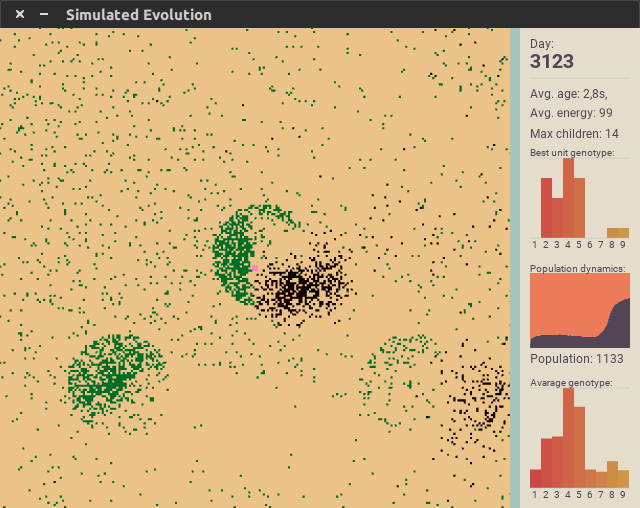 Simulated Evolution
Day:
3123
Avg. age: 2,8s,
Avg. energy: 99
Max children: 14
Best unit genotype:
1 2 3 4 5 6 7 8 9
Population dynamics:
Population: 1133
Avarage genotype:
1 2 3 4 5 6 7 8 9